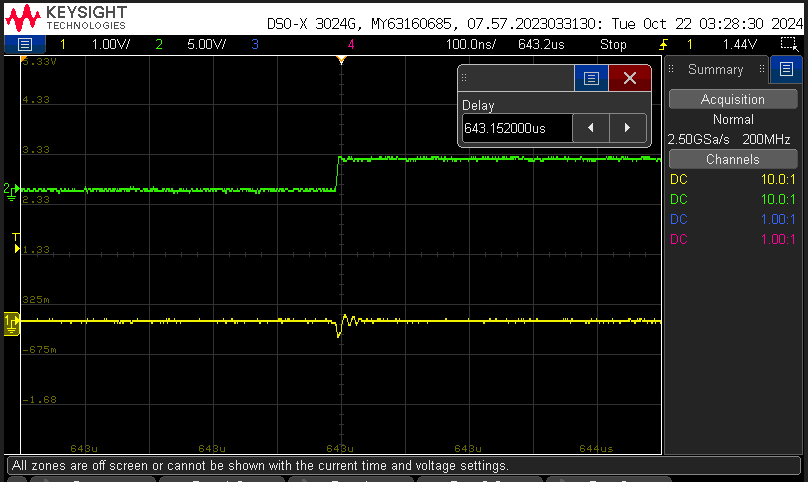 KEYSIGHT
TECHNOLOGIES
DSO-X 3024G, MY63160685, 07.57.2023033130: Tue Oct 22 03:28:30 2024
1 1.00V/ 2 5.00V/ 3 4 100.0ns/ 643.2us Stop 1 1.44V
5.33V
4.33
3.33
2.33
1.33
325m
-675m
-1.68
2
T
1
643u 643u 643u 643u 644us
Delay
643.152000us
Summary
Acquisition
Normal
2.50GSa/s 200MHz
Channels
DC 10.0:1
DC 10.0:1
DC 1.00:1
DC 1.00:1
All zones are off screen or cannot be shown with the current time and voltage settings.